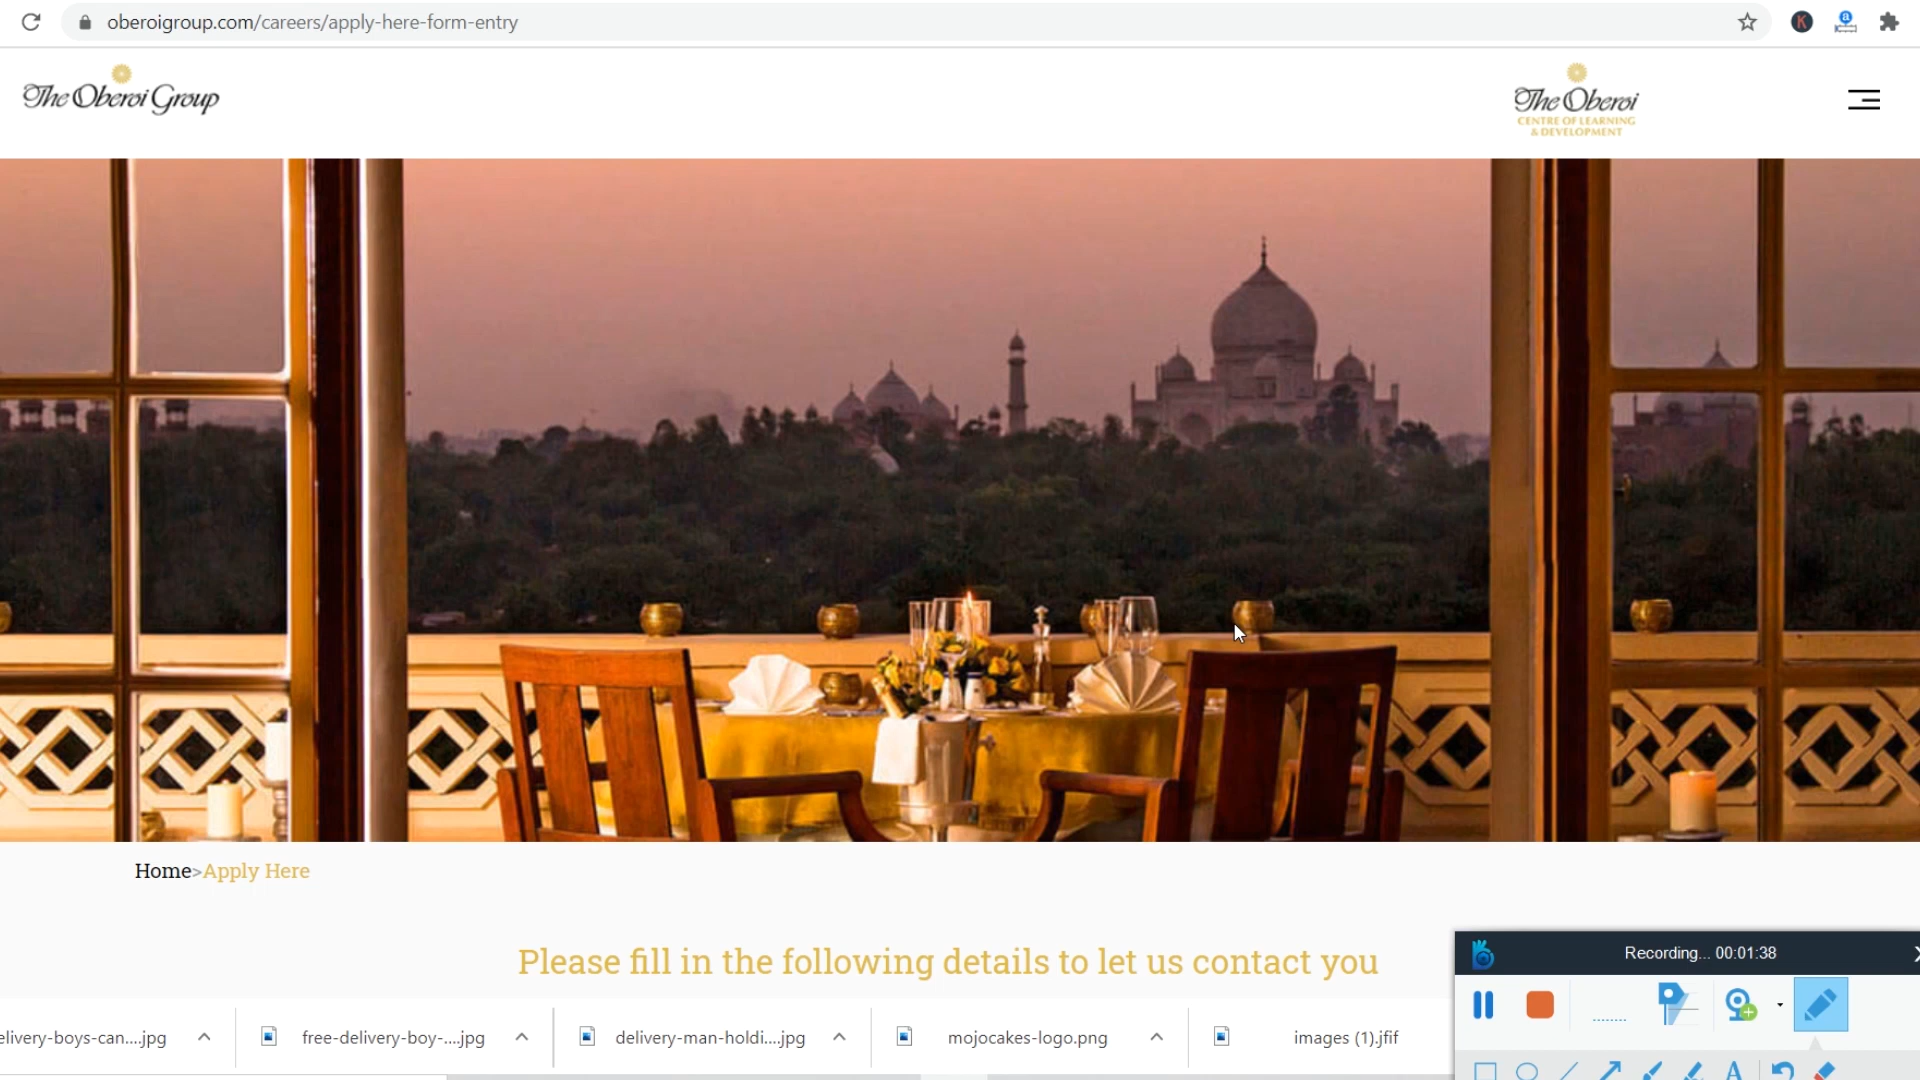 oberoigroup.com/careers/apply-here-form-entry
The Oberoi Group
The Oberoi
CENTRE OF LEARNING
& DEVELOPMENT
Home>Apply Here
Please fill in the following details to let us contact you
Recording... 00:01:38
elivery-boys-can....jpg
free-delivery-boy-....jpg
delivery-man-holdi....jpg
mojocakes-logo.png
images (1).jfif